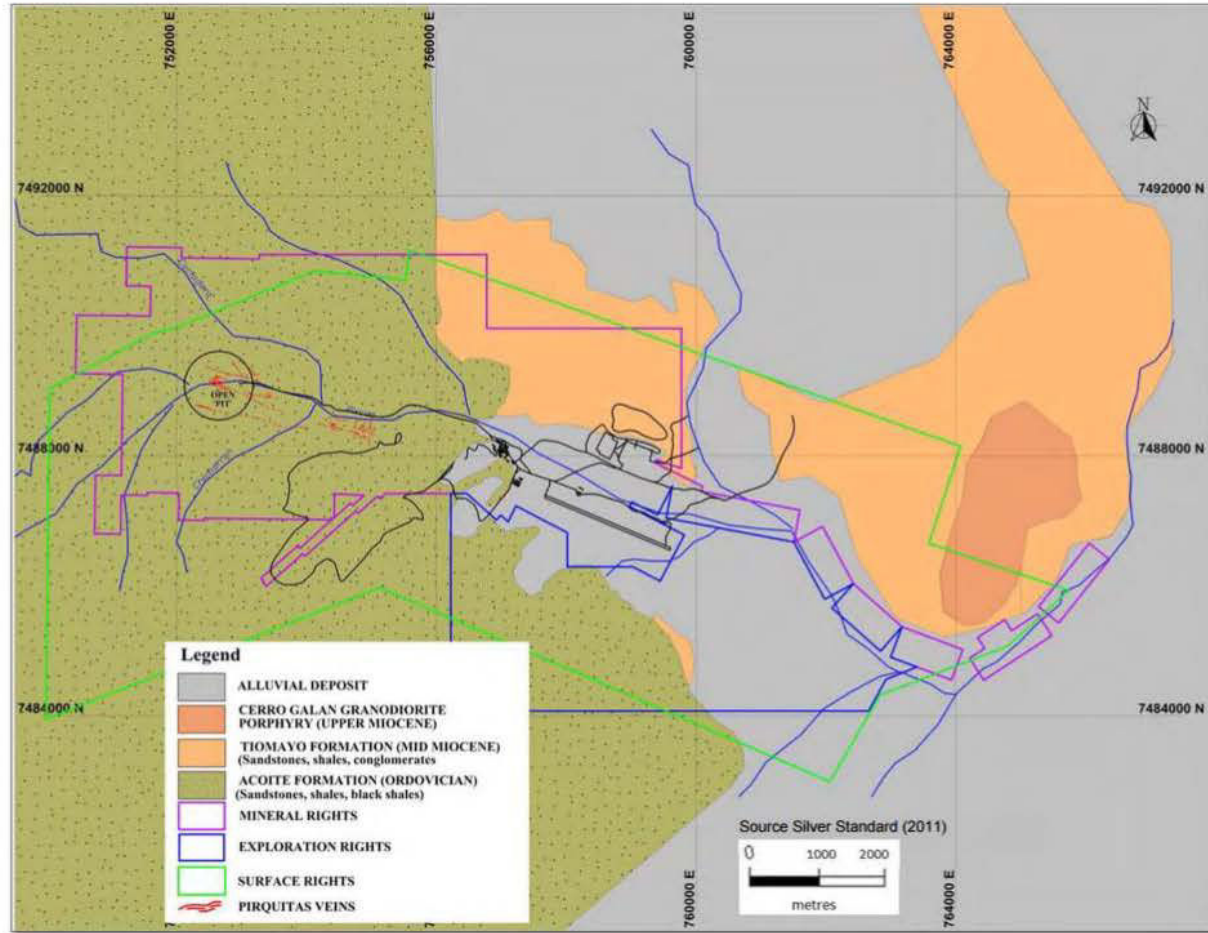 752000 E
756000 E
760000 E
764000 E
N
7492000 N
7492000 N
OPEN
PIT
7488000 N
7488000 N
Legend
ALLUVIAL DEPOSIT
CERRO GALAN GRANODIORITE
PORPHYRY (UPPER MIOCENE)
TIOMAYO FORMATION (MID MIOCENE)
(Sandstones, shales, conglomerates
ACOITE FORMATION (ORDOVICIAN)
(Sandstones, shales, black shales)
MINERAL RIGHTS
EXPLORATION RIGHTS
SURFACE RIGHTS
PIRQUITAS VEINS
7484000 N
7484000 N
Source Silver Standard (2011)
0 1000 2000
metres
760000 E
764000 E